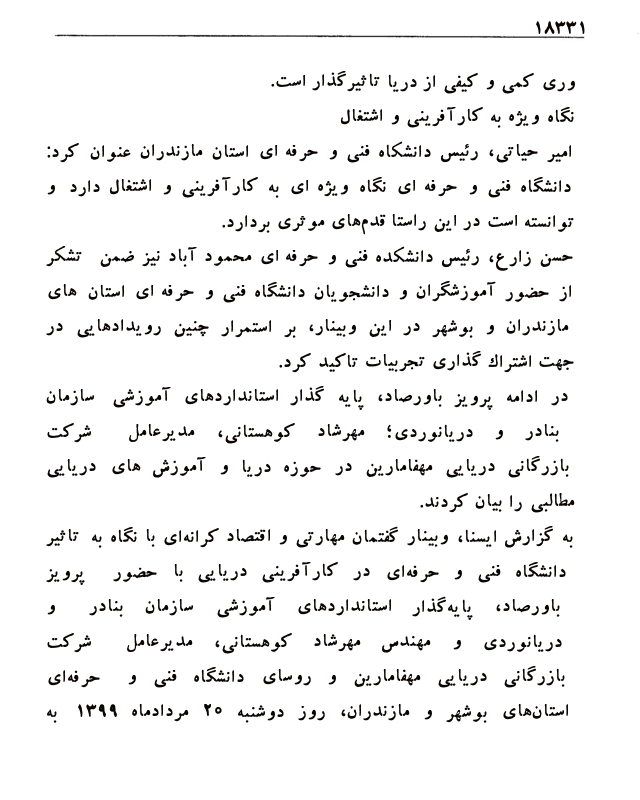 ۱۸۳۳۱
وری کمی و کیفی از دریا تاثیرگذار است.
نگاه ویژه به کارآفرینی و اشتغال
امیر حیاتی، رئیس دانشکاه فنی و حرفه ای استان مازندران عنوان کرد:
دانشگاه فنی و حرفه ای نگاه ویژه ای به کارآفرینی و اشتغال دارد و
توانسته است در این راستا قدم‌های موثری بردارد.
حسن زارع، رئیس دانشکده فنی و حرفه ای محمود آباد نیز ضمن تشکر
از حضور آموزشگران و دانشجویان دانشگاه فنی و حرفه ای استان های
مازندران و بوشهر در این وبینار، بر استمرار چنین رویدادهایی در
جهت اشتراك گذاری تجربیات تاکید کرد.
در ادامه پرویز باورصاد، پایه گذار استانداردهای آموزشی سازمان
بنادر و دریانوردی؛ مهرشاد کوهستانی، مدیرعامل شرکت
بازرگانی دریایی مهفامارین در حوزه دریا و آموزش های دریایی
مطالبی را بیان کردند.
به گزارش ایسنا، وبینار گفتمان مهارتی و اقتصاد کرانه‌ای با نگاه به تاثیر
دانشگاه فنی و حرفه‌ای در کارآفرینی دریایی با حضور پرویز
باورصاد، پایه‌گذار استانداردهای آموزشی سازمان بنادر و
دریانوردی و مهندس مهرشاد کوهستانی، مدیرعامل شرکت
بازرگانی دریایی مهفامارین و روسای دانشگاه فنی و حرفه‌ای
استان‌های بوشهر و مازندران، روز دوشنبه ۲۵ مردادماه ۱۳۹۹ به